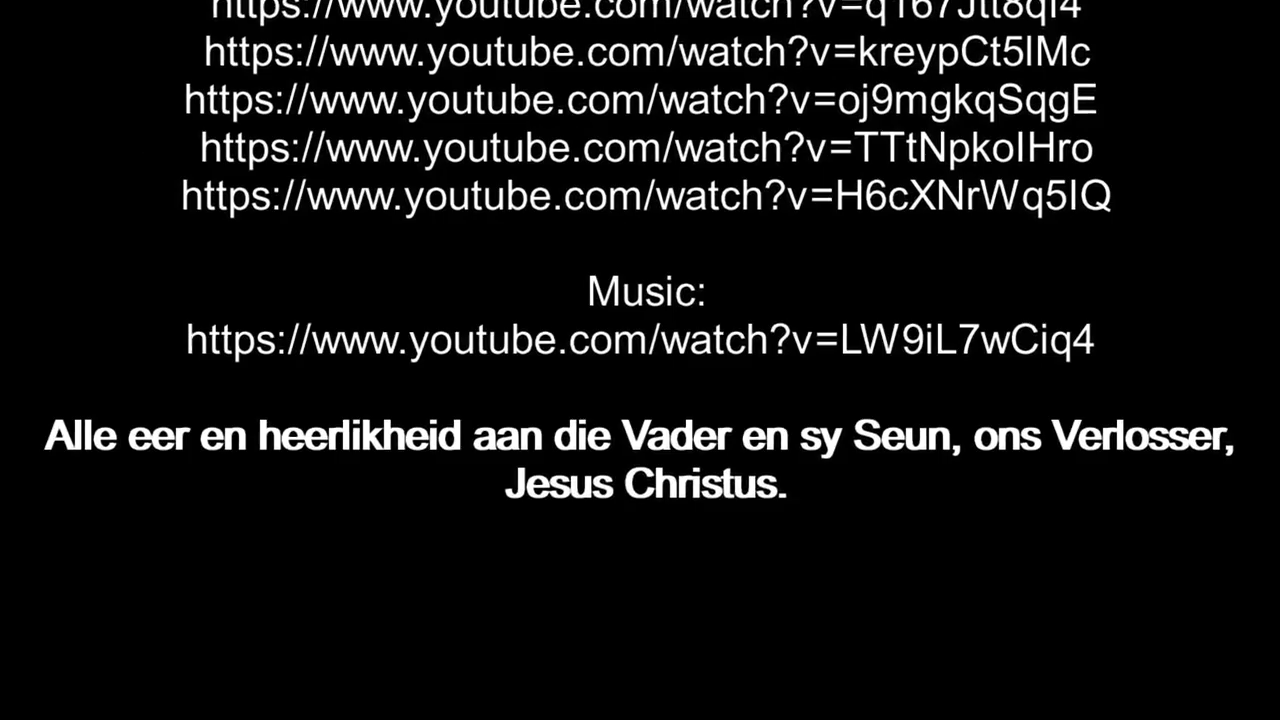 https://www.youtube.com/watch?v=kreypCt5lMc
https://www.youtube.com/watch?v=oj9mgkqSqgE
https://www.youtube.com/watch?v=TTtNpkoIHro
https://www.youtube.com/watch?v=H6cXNrWq5IQ
Music:
https://www.youtube.com/watch?v=LW9iL7wCiq4
Alle eer en heerlikheid aan die Vader en sy Seun, ons Verlosser,
Jesus Christus.